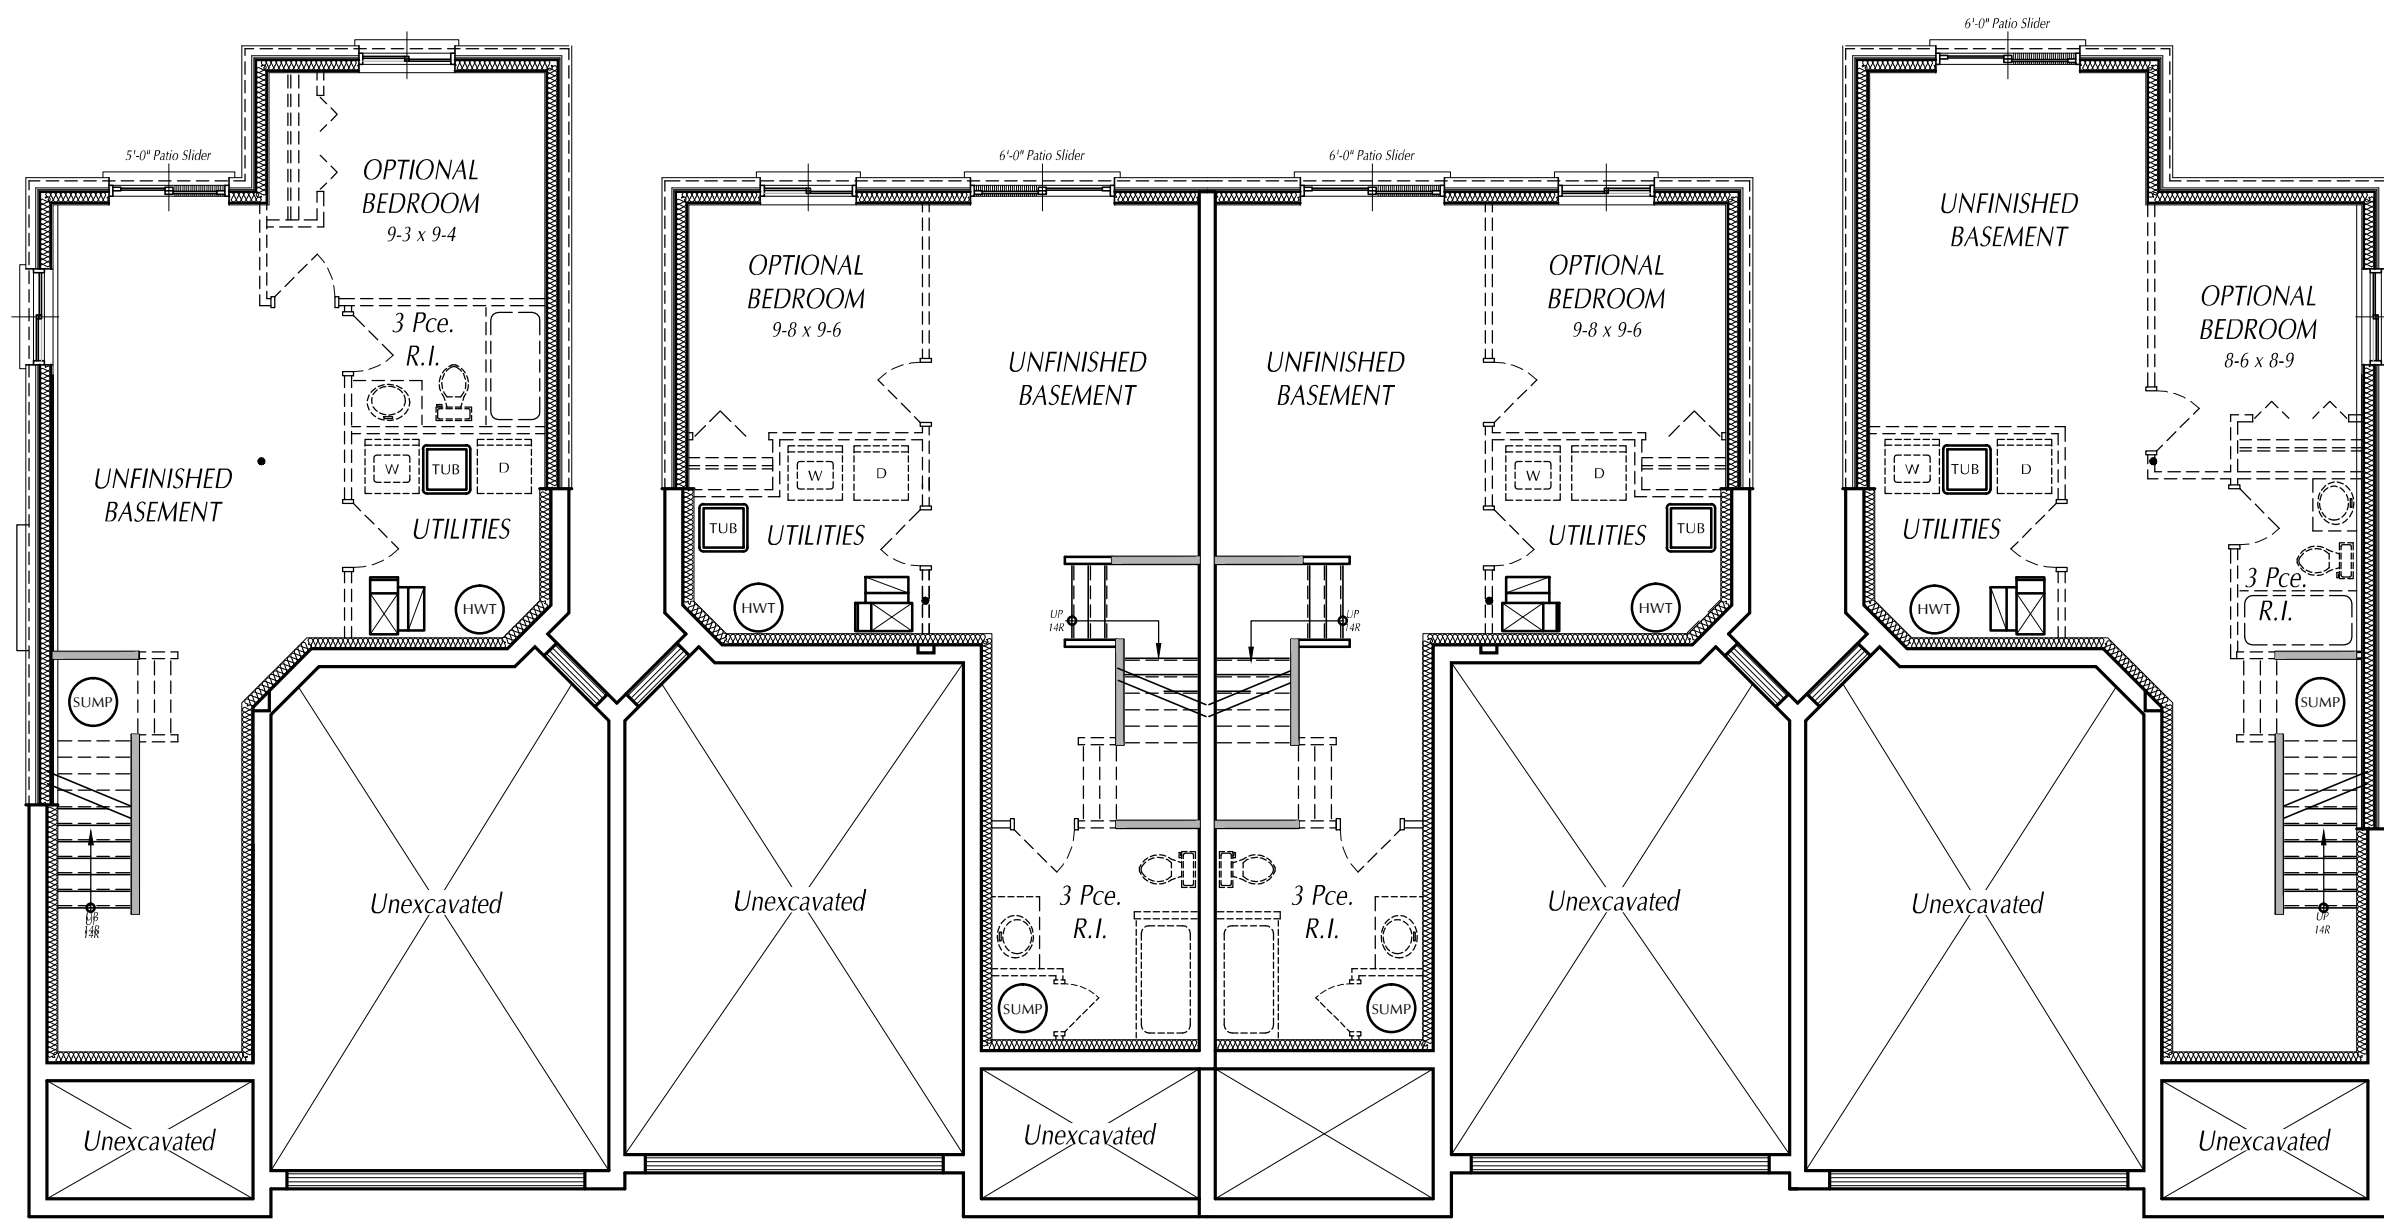 6'-0" Patio Slider
5'-0" Patio Slider
6'-0" Patio Slider
6'-0" Patio Slider
OPTIONAL
BEDROOM
9-3 x 9-4
3 Pce.
R.I.
W
TUB
D
UNFINISHED
BASEMENT
UTILITIES
HWT
SUMP
UP
14R
Unexcavated
Unexcavated
OPTIONAL
BEDROOM
9-8 x 9-6
UNFINISHED
BASEMENT
W
D
TUB
UTILITIES
HWT
UP
14R
Unexcavated
3 Pce.
R.I.
SUMP
Unexcavated
UNFINISHED
BASEMENT
OPTIONAL
BEDROOM
9-8 x 9-6
W
D
UTILITIES
TUB
HWT
UP
14R
3 Pce.
R.I.
SUMP
Unexcavated
UNFINISHED
BASEMENT
OPTIONAL
BEDROOM
8-6 x 8-9
W
TUB
D
UTILITIES
HWT
3 Pce.
R.I.
SUMP
UP
14R
Unexcavated
Unexcavated